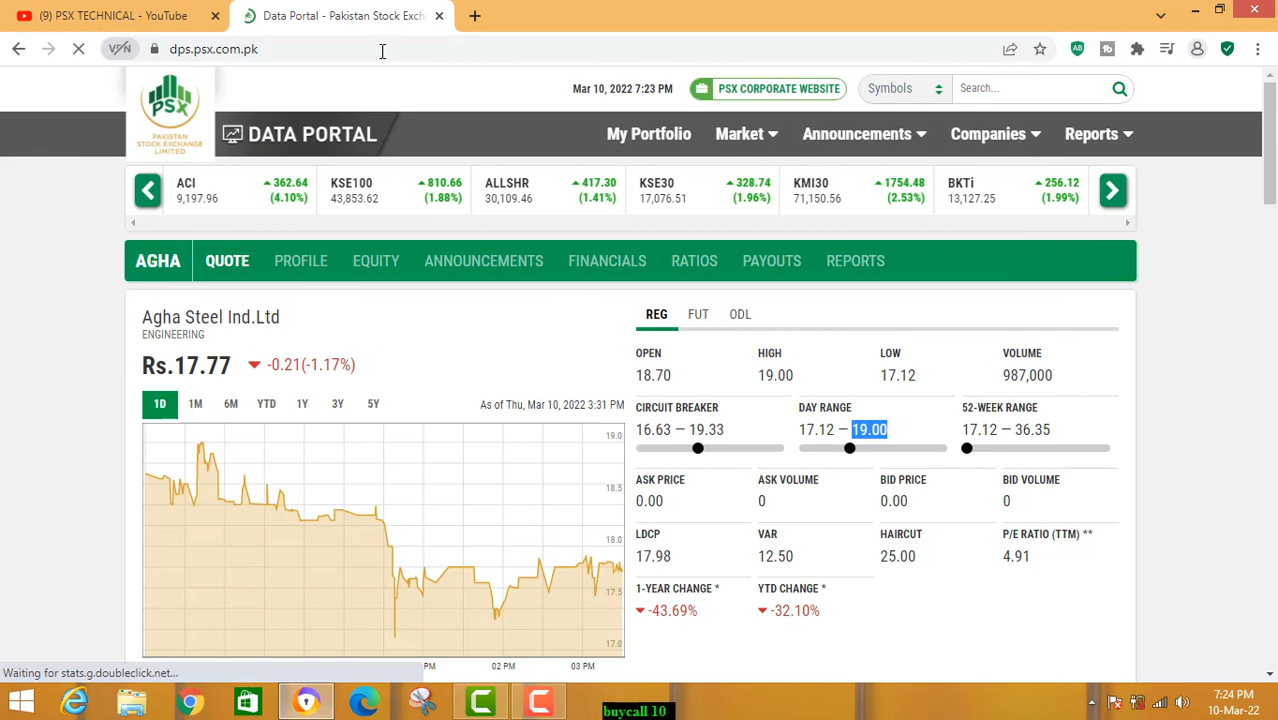 (9) PSX TECHNICAL - YouTube
Data Portal - Pakistan Stock Exch
VPN
dps.psx.com.pk
Mar 10, 2022 7:23 PM
PSX CORPORATE WEBSITE
Symbols
Search...
PSX
PAKISTAN
STOCK EXCHANGE
LIMITED
DATA PORTAL
My Portfolio
Market
Announcements
Companies
Reports
ACI 362.64
9,197.96 (4.10%)
KSE100 810.66
43,853.62 (1.88%)
ALLSHR 417.30
30,109.46 (1.41%)
KSE30 328.74
17,076.51 (1.96%)
KMI30 1754.48
71,150.56 (2.53%)
BKTi 256.12
13,127.25 (1.99%)
AGHA QUOTE PROFILE EQUITY ANNOUNCEMENTS FINANCIALS RATIOS PAYOUTS REPORTS
Agha Steel Ind.Ltd
ENGINEERING
Rs.17.77 -0.21(-1.17%)
1D 1M 6M YTD 1Y 3Y 5Y
As of Thu, Mar 10, 2022 3:31 PM
19.0
18.5
18.0
17.5
17.0
PM 02 PM 03 PM
REG FUT ODL
OPEN HIGH LOW VOLUME
18.70 19.00 17.12 987,000
CIRCUIT BREAKER DAY RANGE 52-WEEK RANGE
16.63 — 19.33 17.12 — 19.00 17.12 — 36.35
ASK PRICE ASK VOLUME BID PRICE BID VOLUME
0.00 0 0.00 0
LDCP VAR HAIRCUT P/E RATIO (TTM) **
17.98 12.50 25.00 4.91
1-YEAR CHANGE * YTD CHANGE *
-43.69% -32.10%
Waiting for stats.g.doubleclick.net...
buycall 10
7:24 PM
10-Mar-22